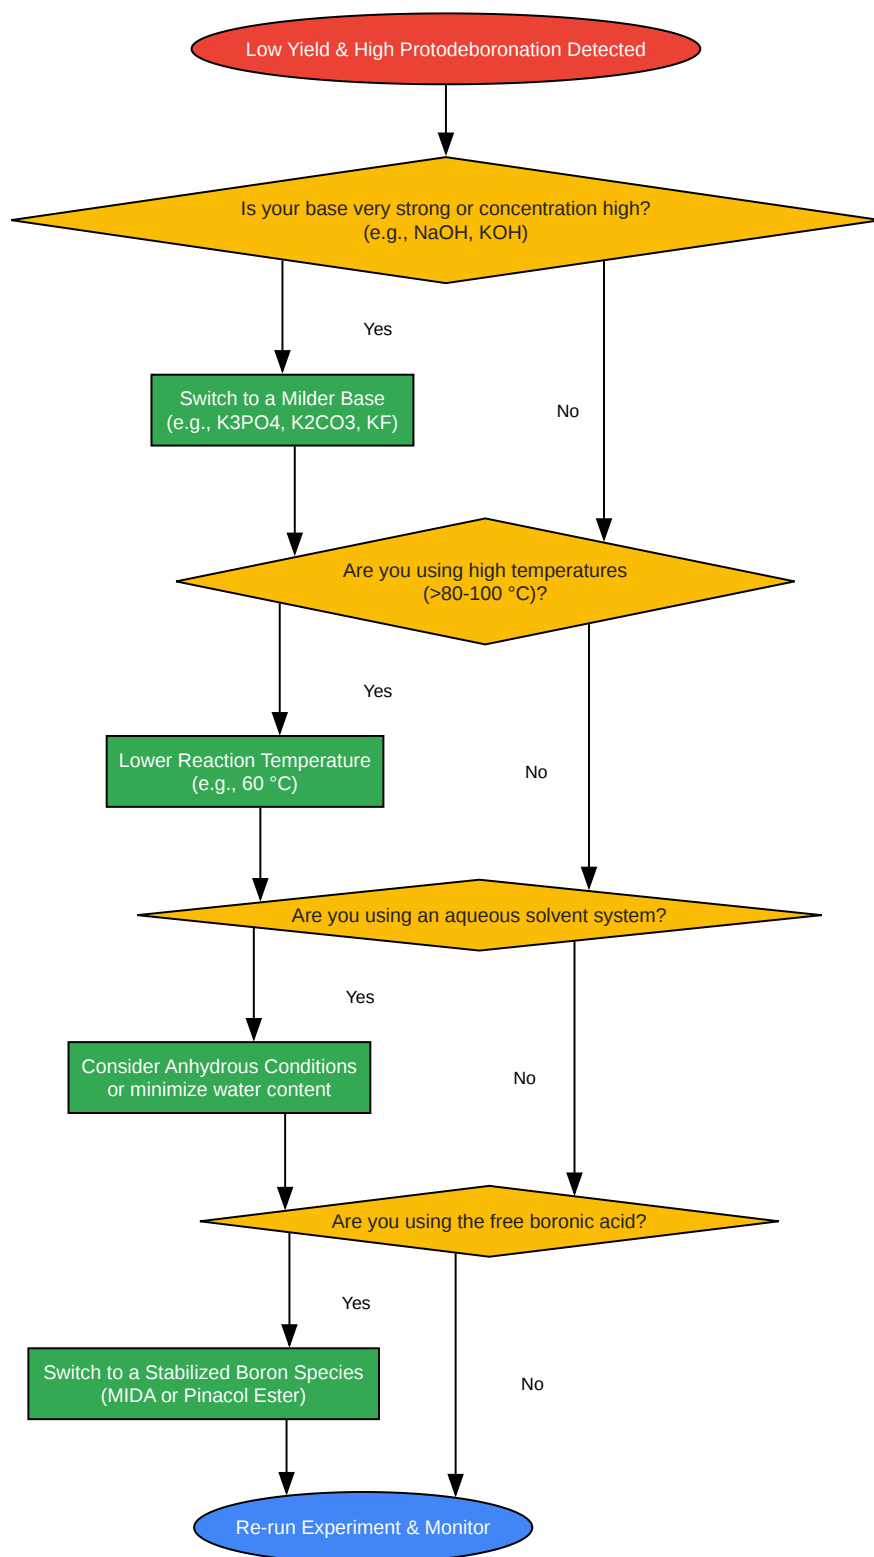 Low Yield & High Protodeboronation Detected
Is your base very strong or concentration high?
(e.g., NaOH, KOH)
Yes
Switch to a Milder Base
(e.g., K3PO4, K2CO3, KF)
No
Are you using high temperatures
(>80-100 °C)?
Yes
Lower Reaction Temperature
(e.g., 60 °C)
No
Are you using an aqueous solvent system?
Yes
Consider Anhydrous Conditions
or minimize water content
No
Are you using the free boronic acid?
Yes
Switch to a Stabilized Boron Species
(MIDA or Pinacol Ester)
No
Re-run Experiment & Monitor